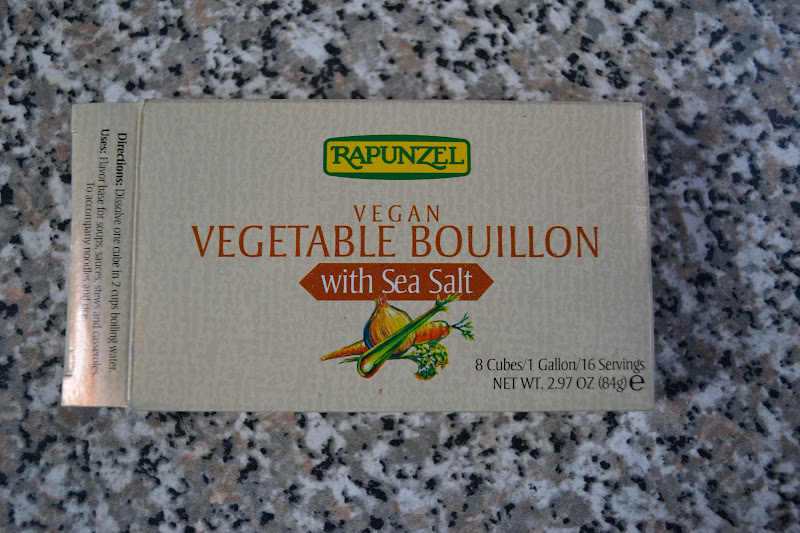 RAPUNZEL
VEGAN
VEGETABLE BOUILLON
with Sea Salt
8 Cubes/1 Gallon/16 Servings
NET WT. 2.97 OZ (84g) e
Directions: Dissolve one cube in 2 cups boiling water.
Uses: Flavor base for soups, sauces, stews and casseroles.
To accompany noodles and rice.